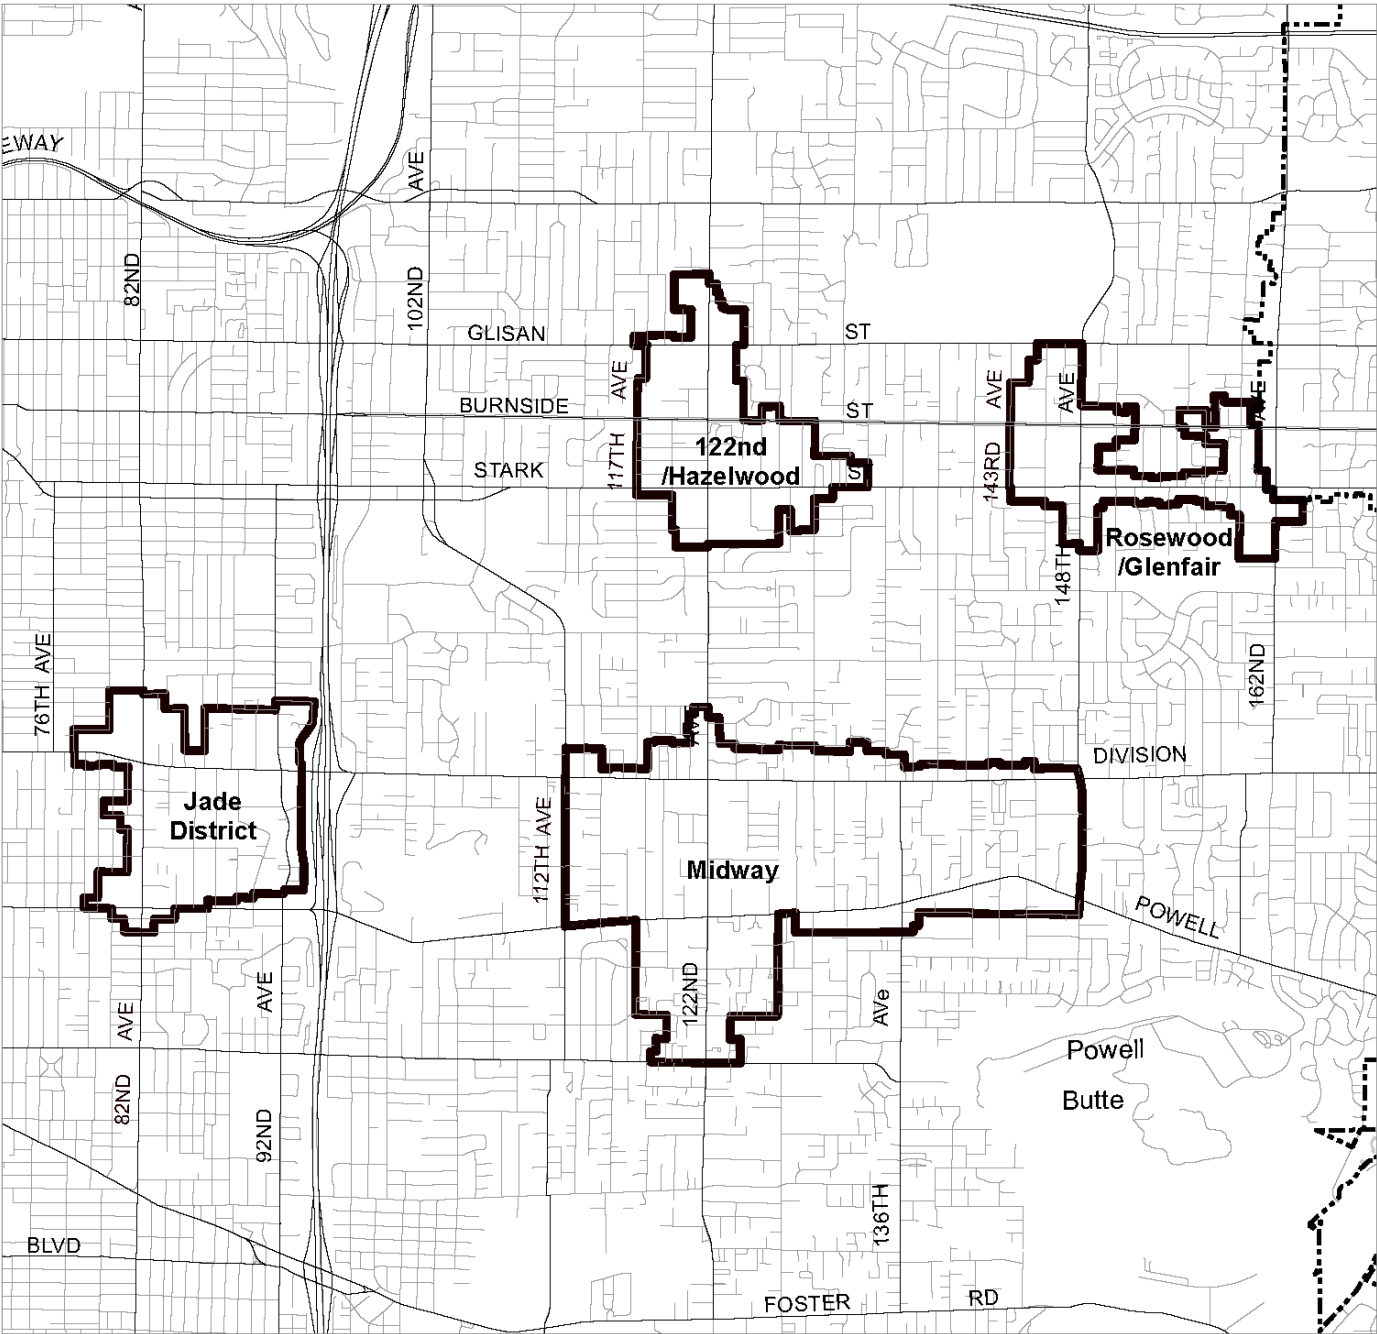 EWAY
AVE
82ND
102ND
GLISAN
ST
AVE
AVE
AVE
AVE
BURNSIDE
ST
122nd
/Hazelwood
STARK
117TH
S
143RD
Rosewood
/Glenfair
148TH
76TH AVE
162ND
DIVISION
Jade
District
112TH AVE
Midway
POWELL
122ND
AVE
AVE
AVe
Powell
Butte
82ND
92ND
136TH
BLVD
FOSTER
RD